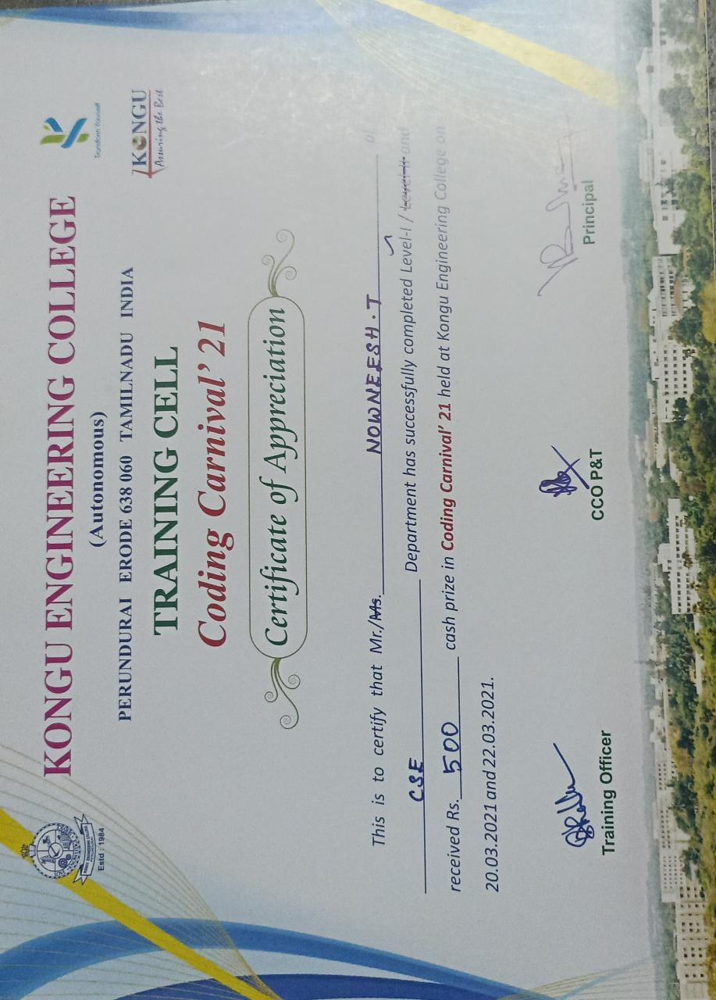 KONGU ENGINEERING COLLEGE
(Autonomous)
PERUNDURAI ERODE 638 060 TAMILNADU INDIA
TRAINING CELL
Coding Carnival' 21
Certificate of Appreciation
Estd : 1984
Transform Yourself
KONGU
Assuring the Best
This is to certify that Mr./Ms. NOWNEESH.T of
CSE Department has successfully completed Level-I / Level-II and
received Rs. 500 cash prize in Coding Carnival' 21 held at Kongu Engineering College on
20.03.2021 and 22.03.2021.
Training Officer
CCO P&T
Principal